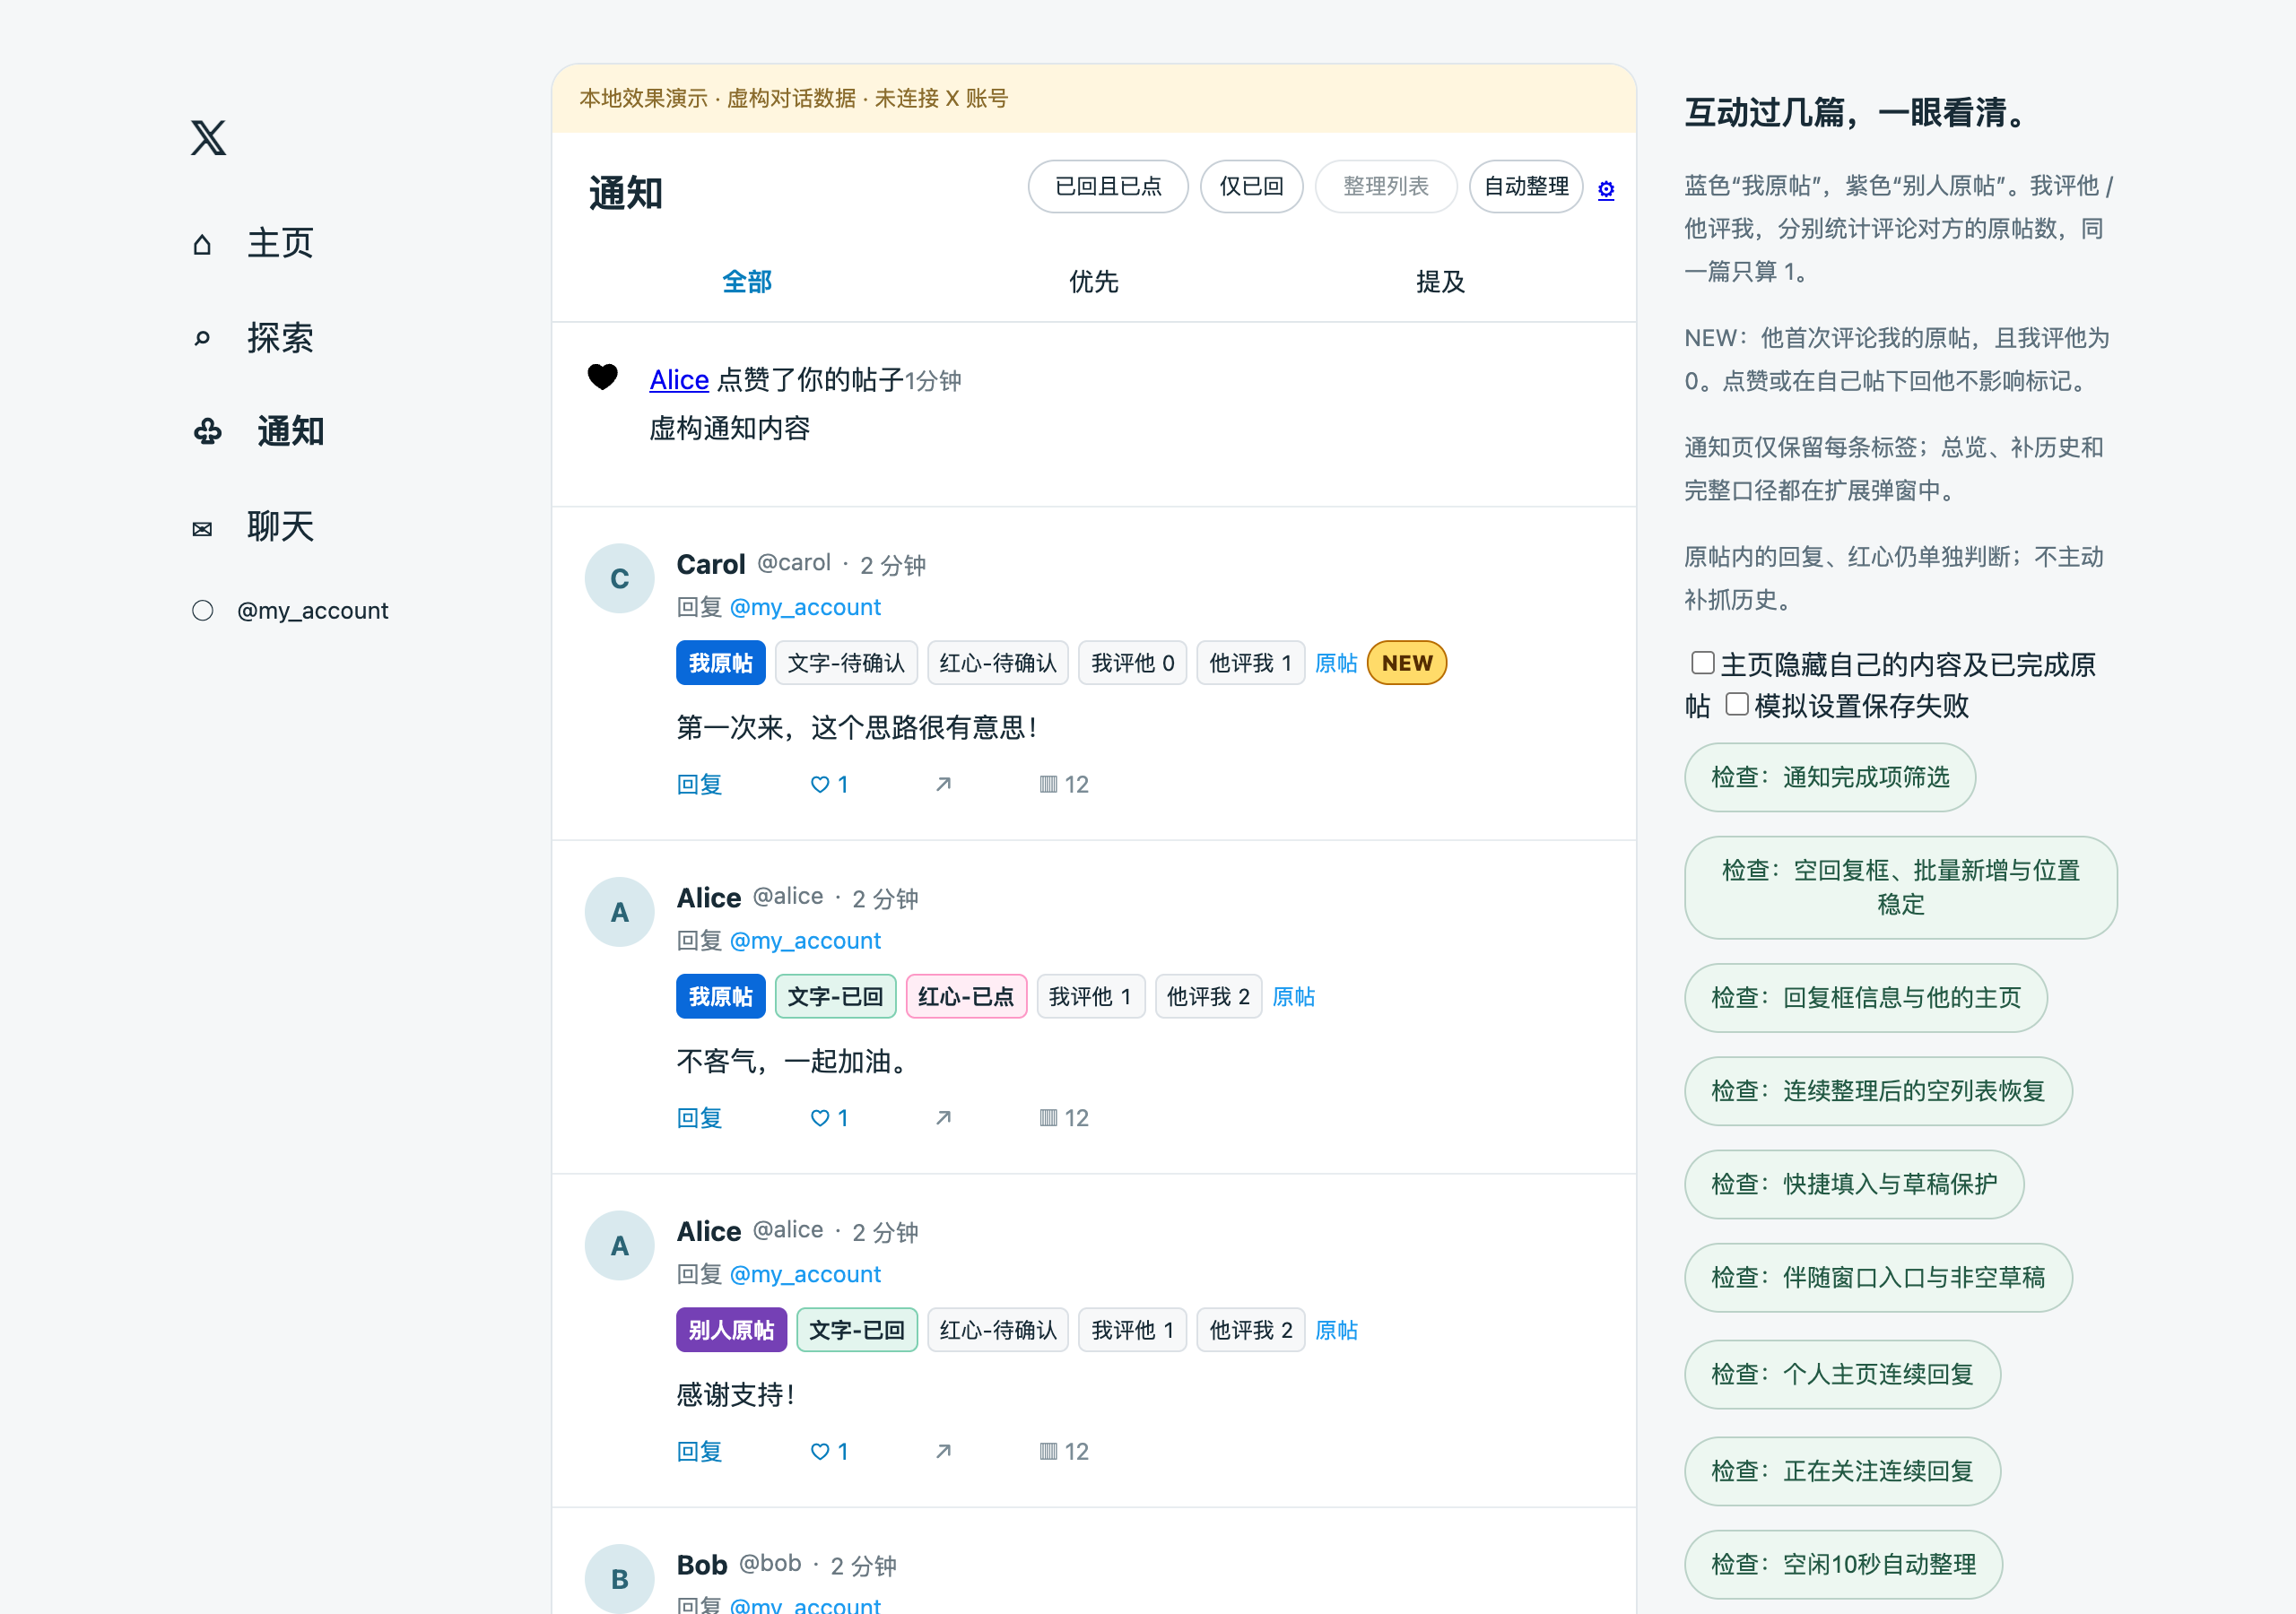 主页
探索
通知
聊天
@my_account
本地效果演示 · 虚构对话数据 · 未连接 X 账号
通知
已回且已点 仅已回 整理列表 自动整理
全部 优先 提及
Alice 点赞了你的帖子1分钟
虚构通知内容
C
Carol @carol · 2 分钟
回复 @my_account
我原帖 文字-待确认 红心-待确认 我评他 0 他评我 1 原帖 NEW
第一次来，这个思路很有意思！
回复 ♡ 1 ↗ ▥ 12
A
Alice @alice · 2 分钟
回复 @my_account
我原帖 文字-已回 红心-已点 我评他 1 他评我 2 原帖
不客气，一起加油。
回复 ♡ 1 ↗ ▥ 12
A
Alice @alice · 2 分钟
回复 @my_account
别人原帖 文字-已回 红心-待确认 我评他 1 他评我 2 原帖
感谢支持！
回复 ♡ 1 ↗ ▥ 12
B
Bob @bob · 2 分钟
回复 @my_account
互动过几篇，一眼看清。
蓝色“我原帖”，紫色“别人原帖”。我评他 /
他评我，分别统计评论对方的原帖数，同
一篇只算 1。
NEW：他首次评论我的原帖，且我评他为
0。点赞或在自己帖下回他不影响标记。
通知页仅保留每条标签；总览、补历史和
完整口径都在扩展弹窗中。
原帖内的回复、红心仍单独判断；不主动
补抓历史。
主页隐藏自己的内容及已完成原
帖 模拟设置保存失败
检查：通知完成项筛选
检查：空回复框、批量新增与位置
稳定
检查：回复框信息与他的主页
检查：连续整理后的空列表恢复
检查：快捷填入与草稿保护
检查：伴随窗口入口与非空草稿
检查：个人主页连续回复
检查：正在关注连续回复
检查：空闲10秒自动整理